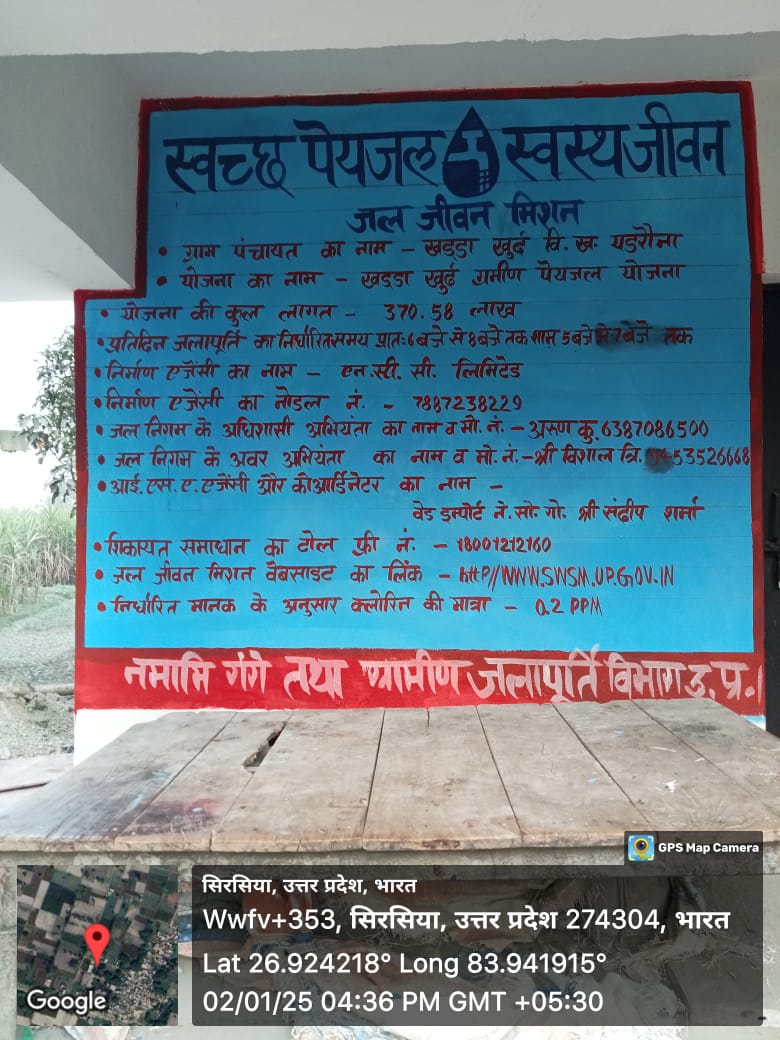 स्वच्छ पेयजल स्वस्थ जीवन
जल जीवन मिशन
• ग्राम पंचायत का नाम - खड्डा खुर्द वि. खः पडरौना
• योजना का नाम - खड्डा खुर्द ग्रमीण पेयजल योजना
• योजना की कुल लागत - 370.58 लाख
• प्रतिदिन जलापूर्ति का निर्धारित समय प्रातः 6 बजे से 8 बजे तक शाम 5 बजे से 7 बजे तक
• निर्माण एजेंसी का नाम - एन. सी. सी. लिमिटेड
• निर्माण एजेंसी का नोडल नं. - 7887238229
• जल निगम के अधिशासी अभियंता का नाम व मो. नं. - अरुण कु. 6387086500
• जल निगम के अवर अभियंता का नाम व मो. नं. - श्री विशाल त्रि. 53526668
• आई. एस. ए. एजेंसी और कोआर्डिनेटर का नाम -
वेड इम्पोर्ट ने. सो. गो. श्री संदीप शर्मा
• शिकायत समाधान का टोल फ्री नं. - 18001212160
• जल जीवन मिशन वैबसाइट का लिंक - http//WWW.SWSM.UP.GOV.IN
• निर्धारित मानक के अनुसार क्लोरिन की मात्रा - 0.2 PPM
नमामि गंगे तथा ग्रामीण जलापूर्ति विभाग उ. प्र.
GPS Map Camera
सिरसिया, उत्तर प्रदेश, भारत
Wwfv+353, सिरसिया, उत्तर प्रदेश 274304, भारत
Lat 26.924218° Long 83.941915°
02/01/25 04:36 PM GMT +05:30
Google